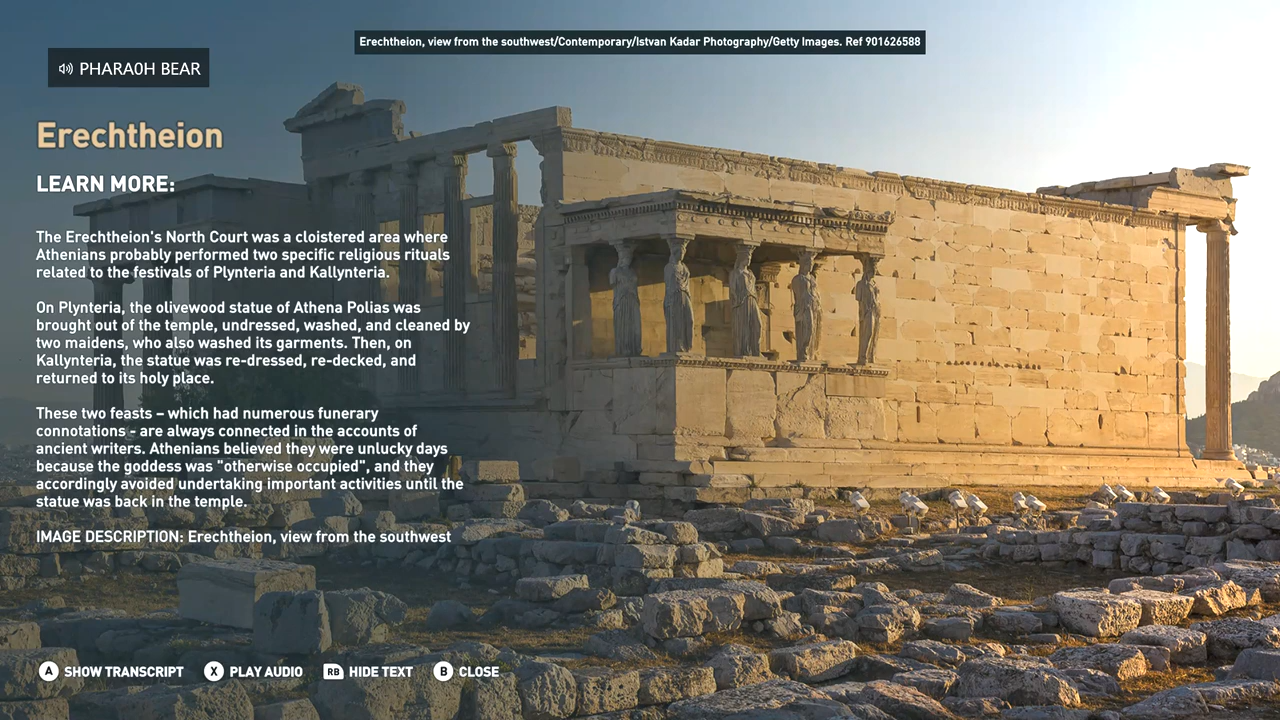 Erechtheion, view from the southwest/Contemporary/Istvan Kadar Photography/Getty Images. Ref 901626588
PHARA0H BEAR
Erechtheion
LEARN MORE:
The Erechtheion's North Court was a cloistered area where
Athenians probably performed two specific religious rituals
related to the festivals of Plynteria and Kallynteria.
On Plynteria, the olivewood statue of Athena Polias was
brought out of the temple, undressed, washed, and cleaned by
two maidens, who also washed its garments. Then, on
Kallynteria, the statue was re-dressed, re-decked, and
returned to its holy place.
These two feasts – which had numerous funerary
connotations - are always connected in the accounts of
ancient writers. Athenians believed they were unlucky days
because the goddess was "otherwise occupied", and they
accordingly avoided undertaking important activities until the
statue was back in the temple.
IMAGE DESCRIPTION: Erechtheion, view from the southwest
A SHOW TRANSCRIPT X PLAY AUDIO RB HIDE TEXT B CLOSE